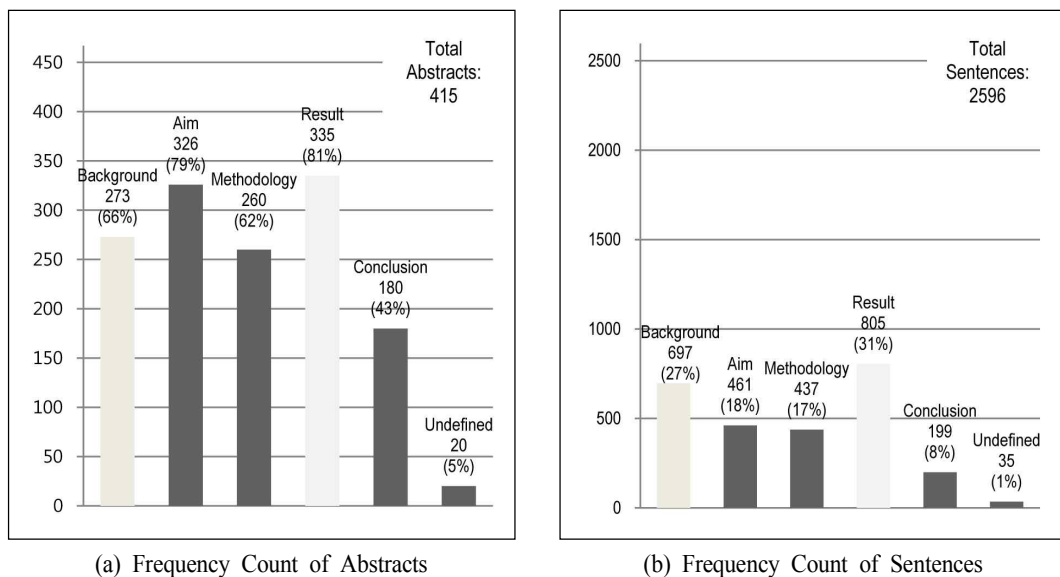 Total
Abstracts:
415
450
400
350
300
250
200
150
100
50
0
Background
273
(66%)
Aim
326
(79%)
Methodology
260
(62%)
Result
335
(81%)
Conclusion
180
(43%)
Undefined
20
(5%)
(a) Frequency Count of Abstracts
Total
Sentences:
2596
2500
2000
1500
1000
500
0
Background
697
(27%)
Aim
461
(18%)
Methodology
437
(17%)
Result
805
(31%)
Conclusion
199
(8%)
Undefined
35
(1%)
(b) Frequency Count of Sentences